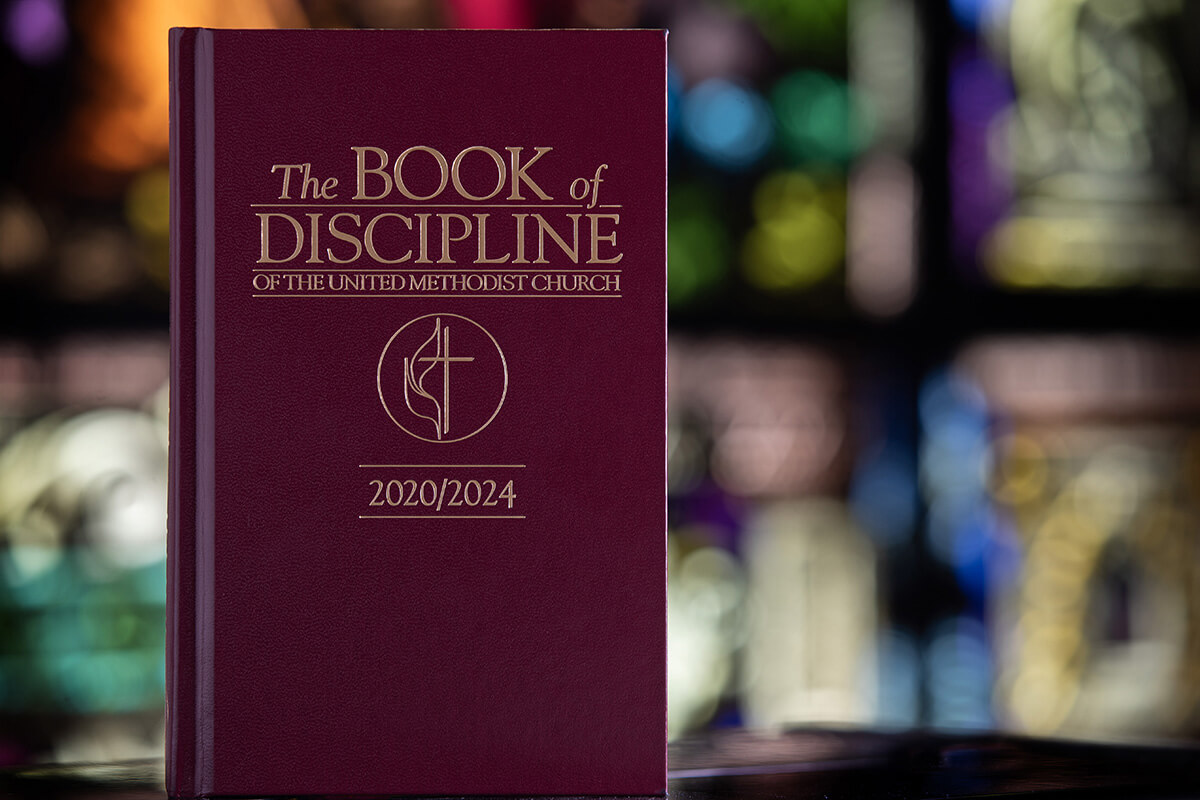 The BOOK of
DISCIPLINE
OF THE UNITED METHODIST CHURCH
2020/2024